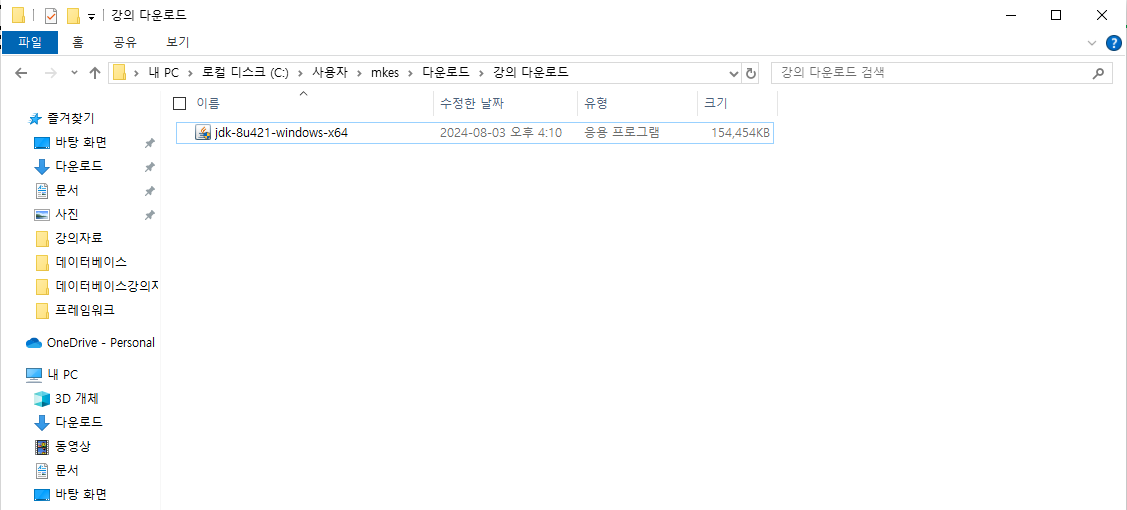 강의 다운로드
파일 홈 공유 보기
내 PC 로컬 디스크 (C:) 사용자 mkes 다운로드 강의 다운로드
강의 다운로드 검색
이름 수정한 날짜 유형 크기
jdk-8u421-windows-x64 2024-08-03 오후 4:10 응용 프로그램 154,454KB
즐겨찾기
바탕 화면
다운로드
문서
사진
강의자료
데이터베이스
데이터베이스강의자
프레임워크
OneDrive - Personal
내 PC
3D 개체
다운로드
동영상
문서
바탕 화면